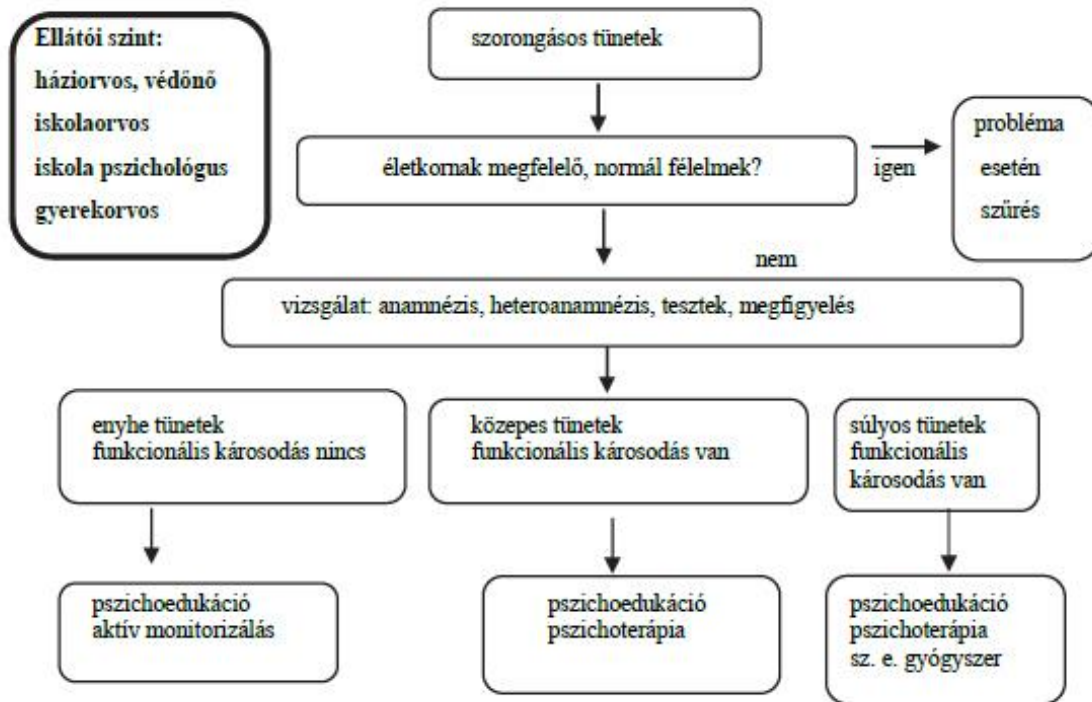 Ellátói szint:
háziorvos, védőnő
iskolaorvos
iskola pszichológus
gyerekorvos
szorongásos tünetek
életkornak megfelelő, normál félelmek?
igen
probléma
esetén
szűrés
nem
vizsgálat: anamnézis, heteroanamnézis, tesztek, megfigyelés
enyhe tünetek
funkcionális károsodás nincs
közepes tünetek
funkcionális károsodás van
súlyos tünetek
funkcionális
károsodás van
pszichoedukáció
aktív monitorizálás
pszichoedukáció
pszichoterápia
pszichoedukáció
pszichoterápia
sz. e. gyógyszer